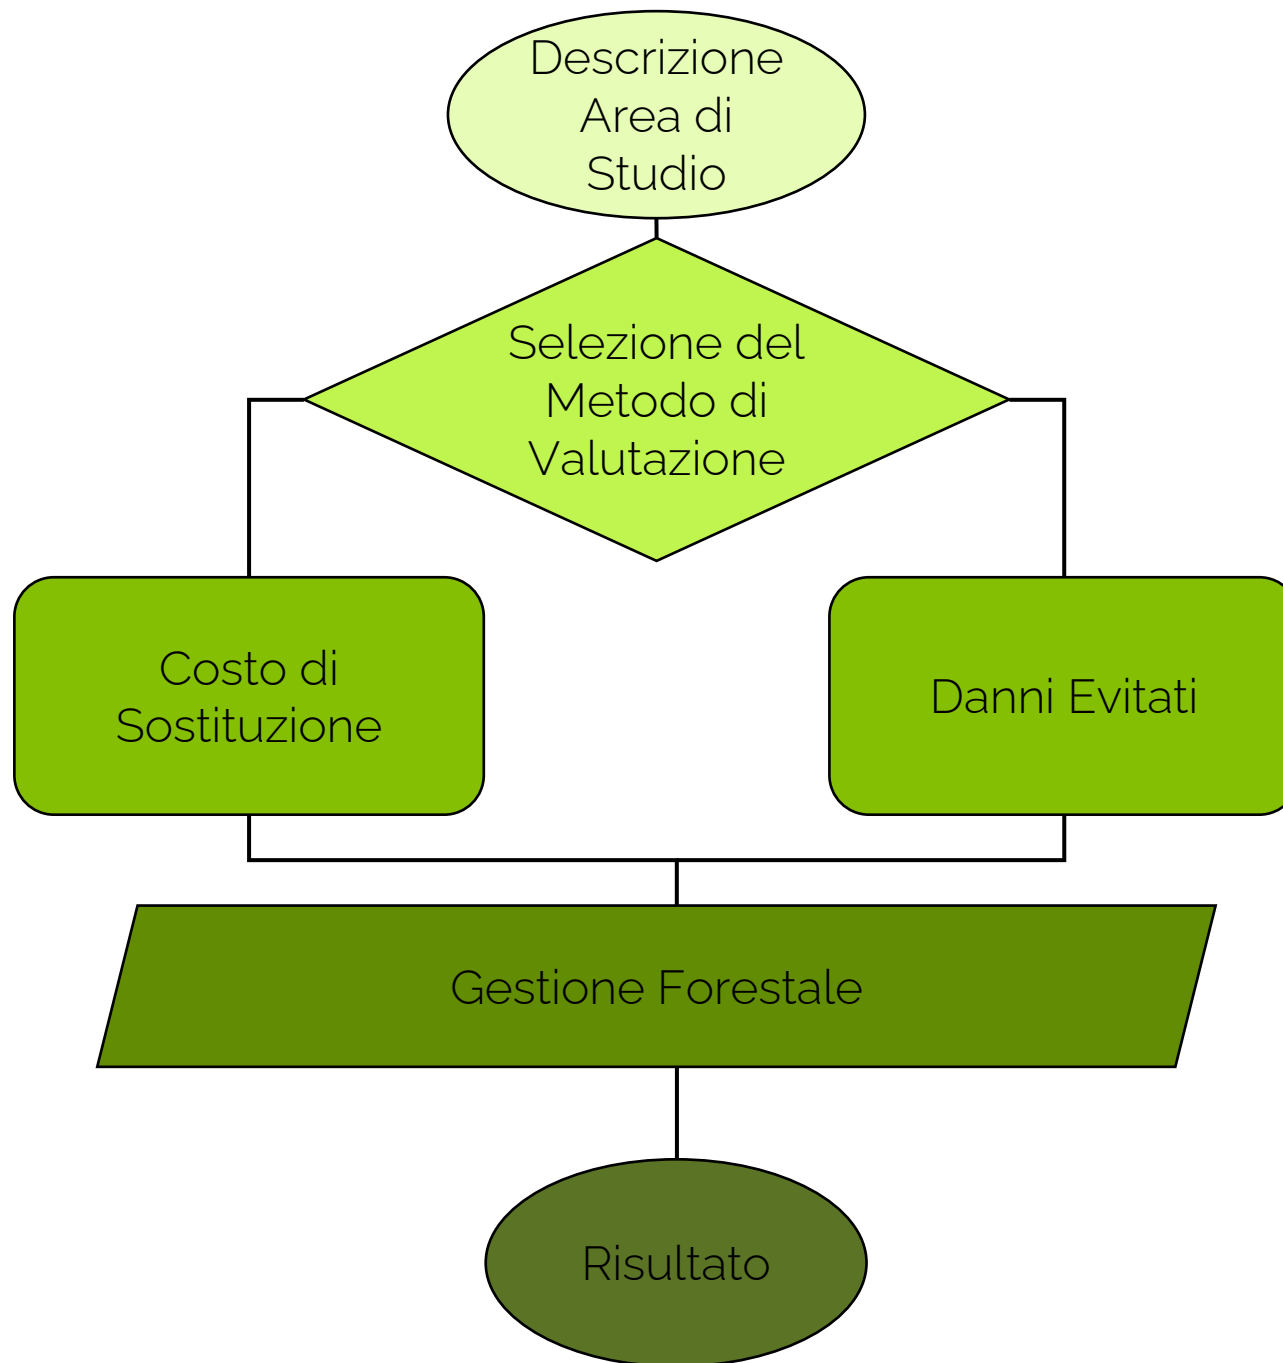 Descrizione
Area di
Studio
Selezione del
Metodo di
Valutazione
Costo di
Sostituzione
Danni Evitati
Gestione Forestale
Risultato